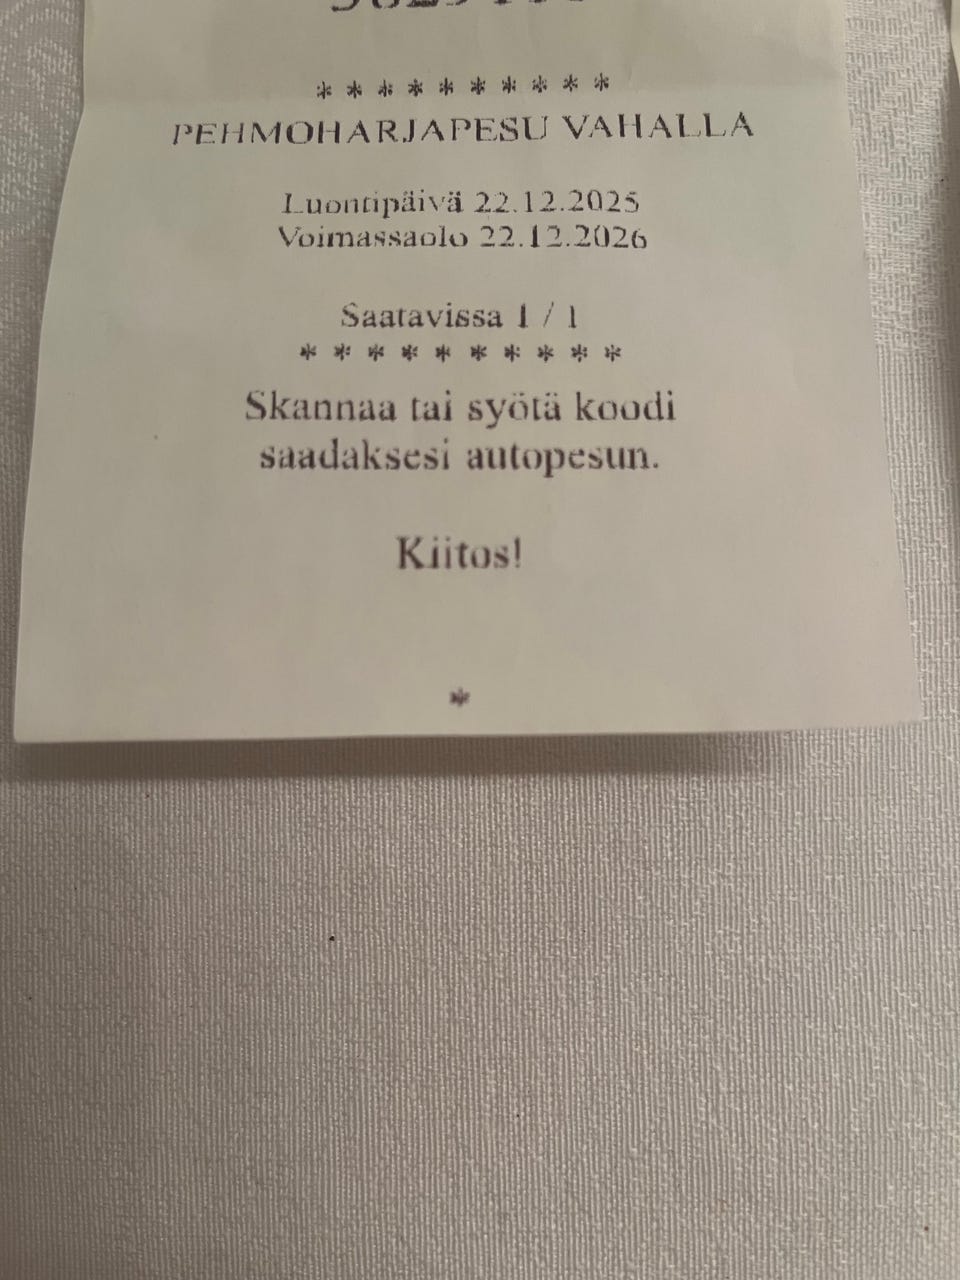 * * * * * * * * * *
PEHMOHARJAPESU VAHALLA
Luontipäivä 22.12.2025
Voimassaolo 22.12.2026
Saatavissa 1 / 1
* * * * * * * * * *
Skannaa tai syötä koodi
saadaksesi autopesun.
Kiitos!
*